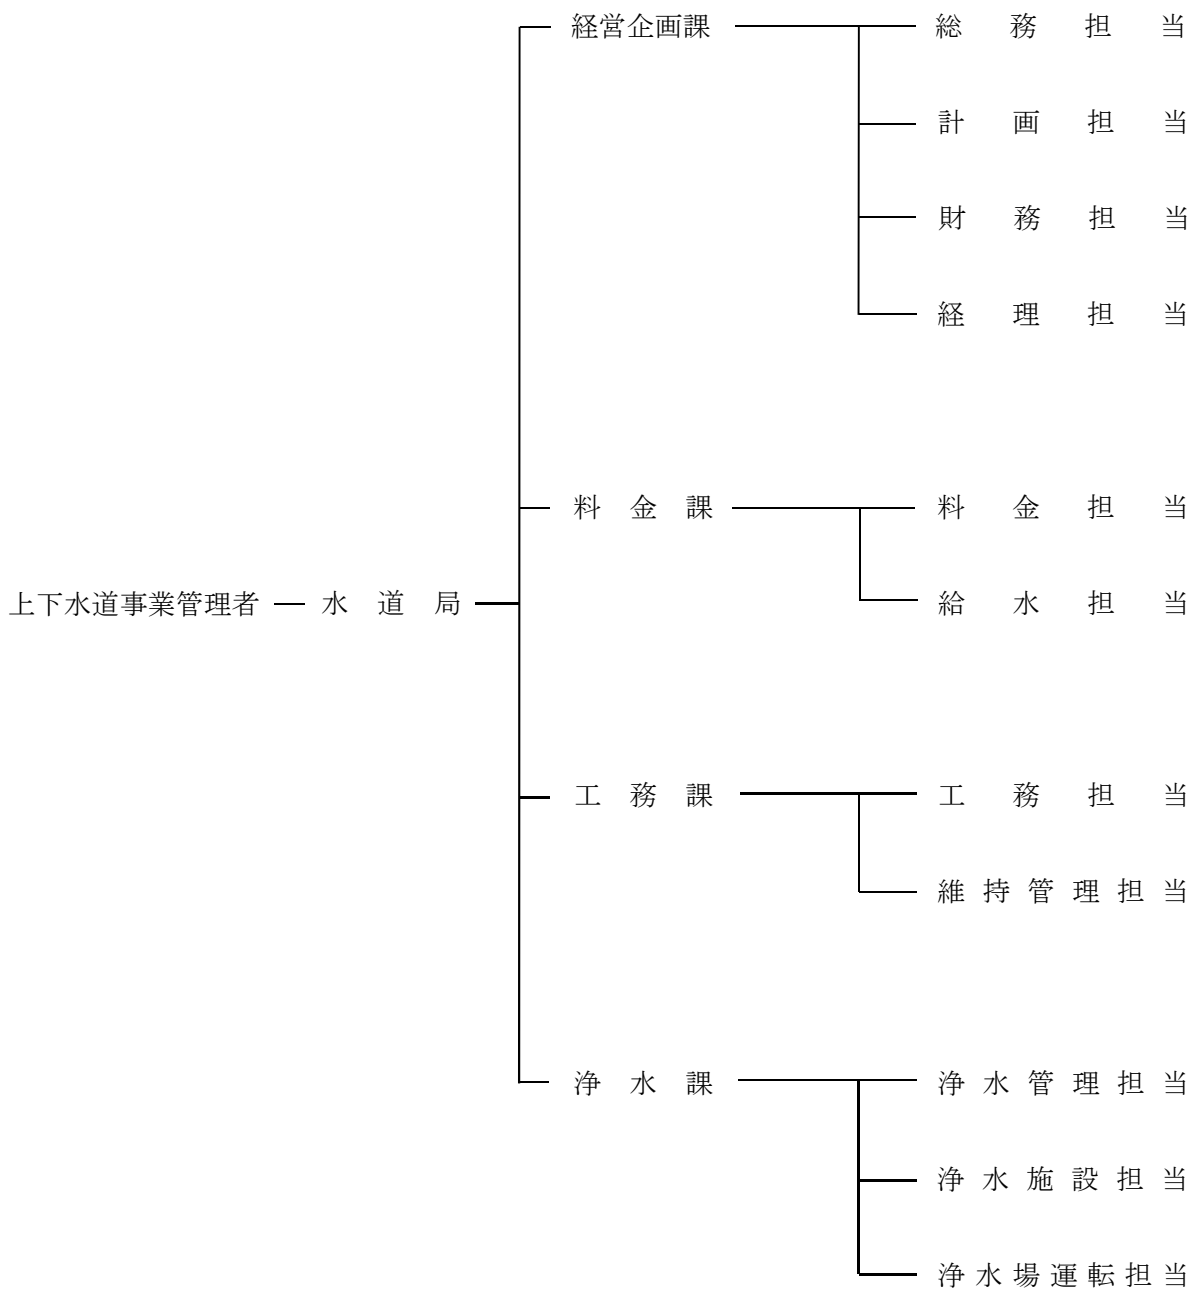 経営企画課 総務担当
計画担当
財務担当
経理担当
料金課 料金担当
上下水道事業管理者 水道局 給水担当
工務課 工務担当
維持管理担当
浄水課 浄水管理担当
浄水施設担当
浄水場運転担当